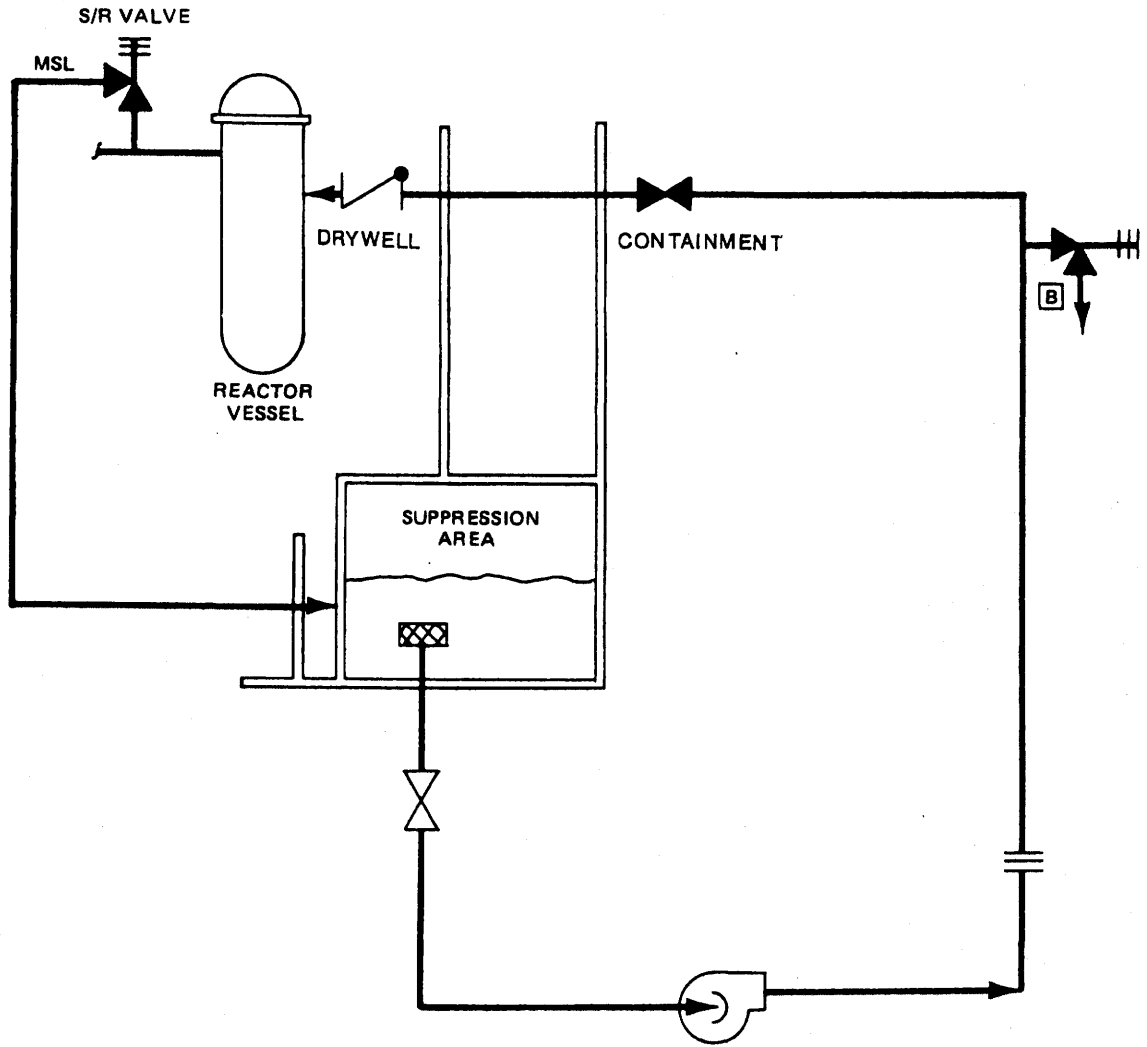 S/R VALVE
MSL
DRYWELL
CONTAINMENT
B
REACTOR
VESSEL
SUPPRESSION
AREA